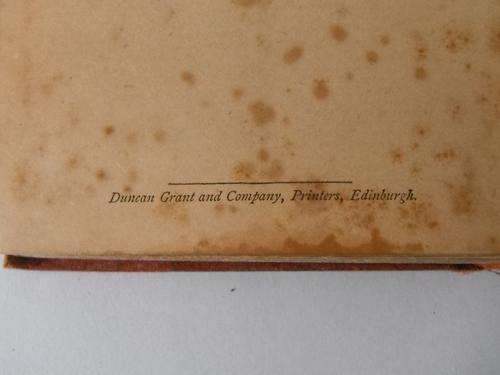 Duncan Grant and Company, Printers, Edinburgh.